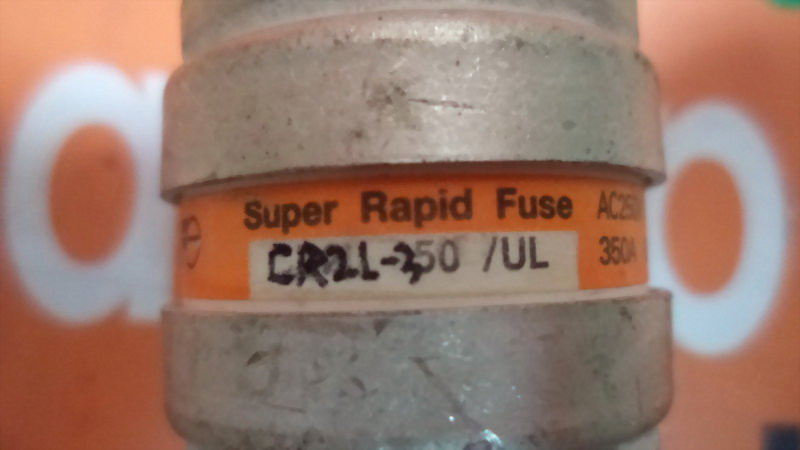 Super Rapid Fuse AC250V
CR2L-350 /UL 350A